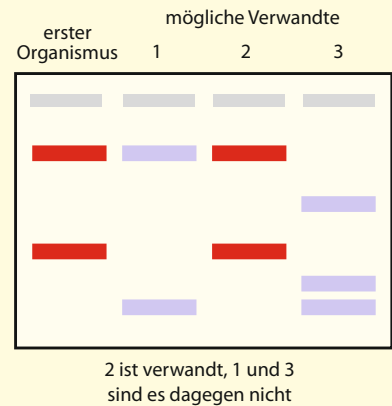 mögliche Verwandte
erster
Organismus 1 2 3
2 ist verwandt, 1 und 3
sind es dagegen nicht